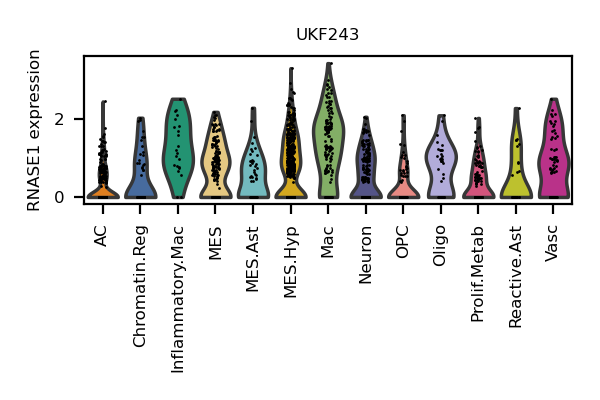 UKF243
RNASE1 expression
2
0
AC
Chromatin.Reg
Inflammatory.Mac
MES
MES.Ast
MES.Hyp
Mac
Neuron
OPC
Oligo
Prolif.Metab
Reactive.Ast
Vasc